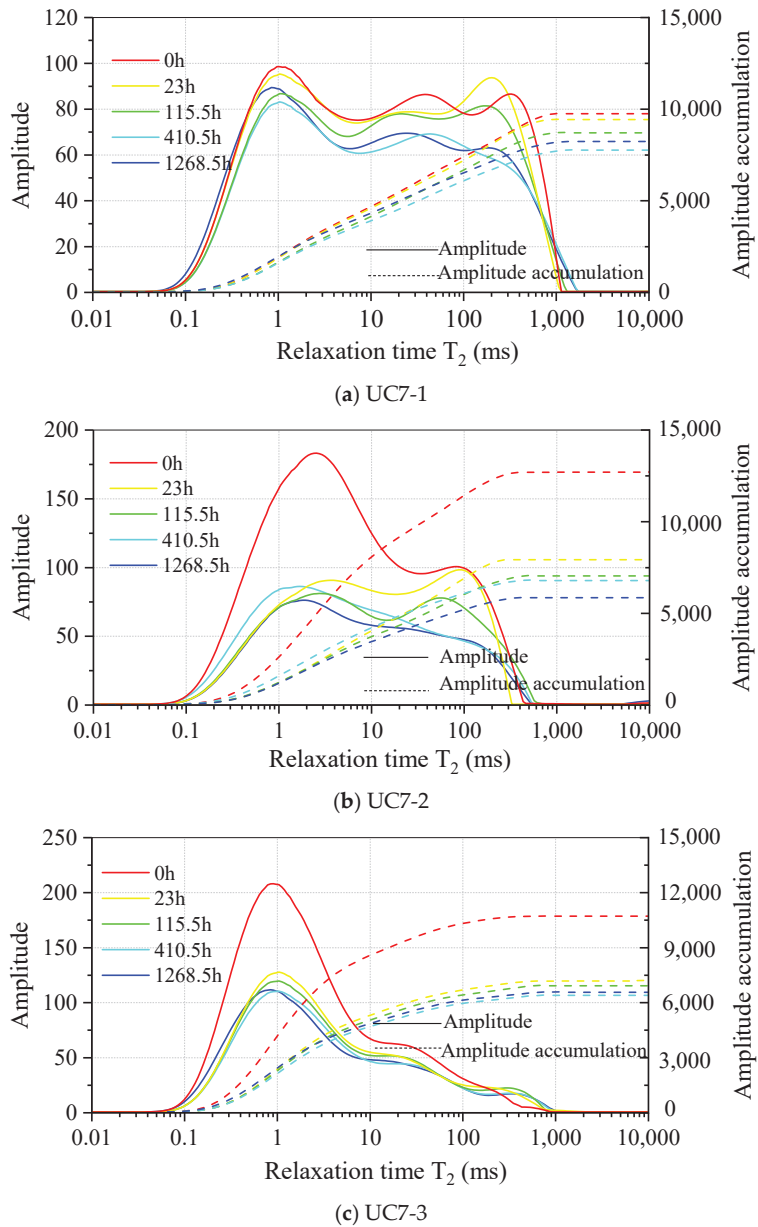 120
100
80
60
40
20
0
Amplitude
0h
23h
115.5h
410.5h
1268.5h
Amplitude
Amplitude accumulation
15,000
10,000
5,000
0
Amplitude accumulation
0.01 0.1 1 10 100 1,000 10,000
Relaxation time T₂ (ms)
(a) UC7-1
200
150
100
50
0
Amplitude
0h
23h
115.5h
410.5h
1268.5h
Amplitude
Amplitude accumulation
15,000
10,000
5,000
0
Amplitude accumulation
0.01 0.1 1 10 100 1,000 10,000
Relaxation time T₂ (ms)
(b) UC7-2
250
200
150
100
50
0
Amplitude
0h
23h
115.5h
410.5h
1268.5h
Amplitude
Amplitude accumulation
15,000
12,000
9,000
6,000
3,000
0
Amplitude accumulation
0.01 0.1 1 10 100 1,000 10,000
Relaxation time T₂ (ms)
(c) UC7-3